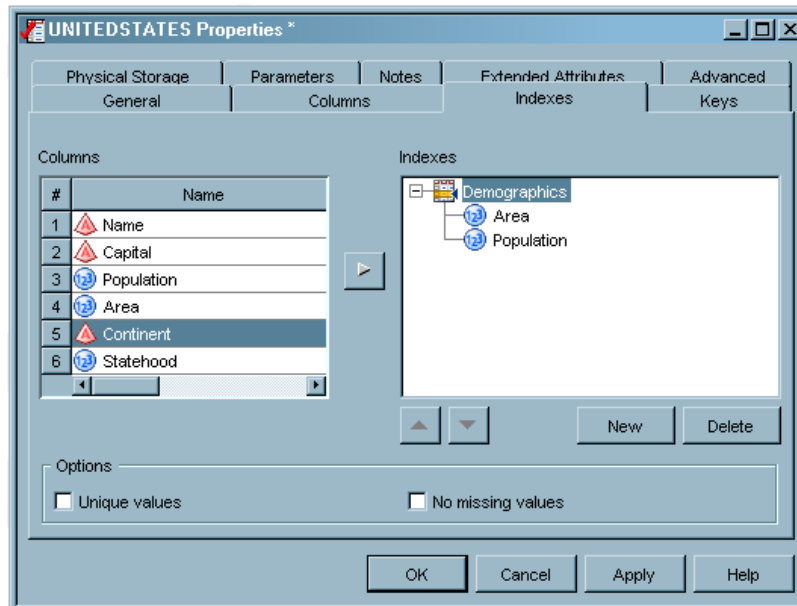 UNITEDSTATES Properties *
Physical Storage
Parameters
Notes
Extended Attributes
Advanced
General
Columns
Indexes
Keys
Columns
Indexes
# Name
1 Name
2 Capital
3 Population
4 Area
5 Continent
6 Statehood
Demographics
Area
Population
New
Delete
Options
Unique values
No missing values
OK
Cancel
Apply
Help